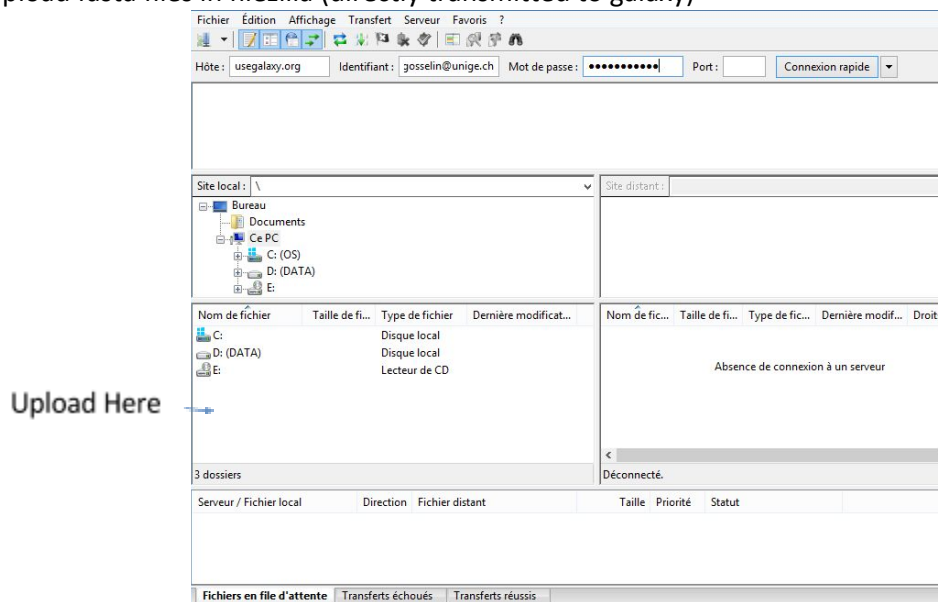 pload fasta files in filezilla (directly transmitted to galaxy)
Fichier Édition Affichage Transfert Serveur Favoris ?
Hôte : usegalaxy.org Identifiant : gosselin@unige.ch Mot de passe : ●●●●●●●●●●● Port : Connexion rapide
Site local : \ Site distant :
Bureau
Documents
Ce PC
C: (OS)
D: (DATA)
E:
Nom de fichier Taille de fi... Type de fichier Dernière modificat... Nom de fic... Taille de fi... Type de fic... Dernière modif... Droit
C: Disque local
D: (DATA) Disque local
E: Lecteur de CD
Absence de connexion à un serveur
Upload Here
3 dossiers Déconnecté.
Serveur / Fichier local Direction Fichier distant Taille Priorité Statut
Fichiers en file d'attente Transferts échoués Transferts réussis